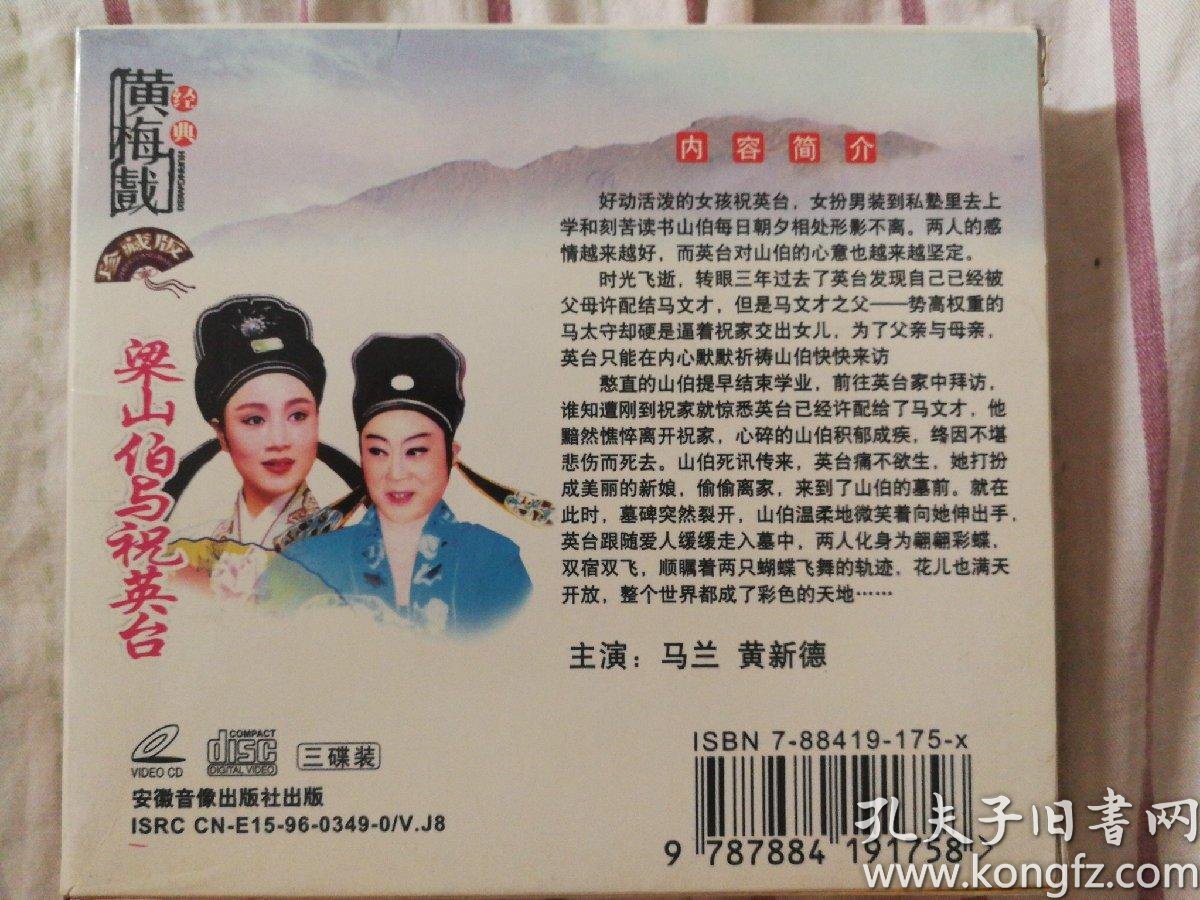 黄梅戏
经典
HUANGMEIXI
珍藏版
梁山伯与祝英台
内容简介
好动活泼的女孩祝英台，女扮男装到私塾里去上
学和刻苦读书山伯每日朝夕相处形影不离。两人的感
情越来越好，而英台对山伯的心意也越来越坚定。
时光飞逝，转眼三年过去了英台发现自己已经被
父母许配结马文才，但是马文才之父——势高权重的
马太守却硬是逼着祝家交出女儿，为了父亲与母亲，
英台只能在内心默默祈祷山伯快快来访
憨直的山伯提早结束学业，前往英台家中拜访，
谁知遭刚到祝家就惊悉英台已经许配给了马文才，他
黯然憔悴离开祝家，心碎的山伯积郁成疾，终因不堪
悲伤而死去。山伯死讯传来，英台痛不欲生，她打扮
成美丽的新娘，偷偷离家，来到了山伯的墓前。就在
此时，墓碑突然裂开，山伯温柔地微笑着向她伸出手，
英台跟随爱人缓缓走入墓中，两人化身为翩翩彩蝶，
双宿双飞，顺瞩着两只蝴蝶飞舞的轨迹，花儿也满天
开放，整个世界都成了彩色的天地……
主演：马兰 黄新德
VIDEO CD
COMPACT
disc
DIGITAL VIDEO
三碟装
安徽音像出版社出版
ISRC CN-E15-96-0349-0/V.J8
ISBN 7-88419-175-x
9 787884 191758 >
孔夫子旧書网
www.kongfz.com